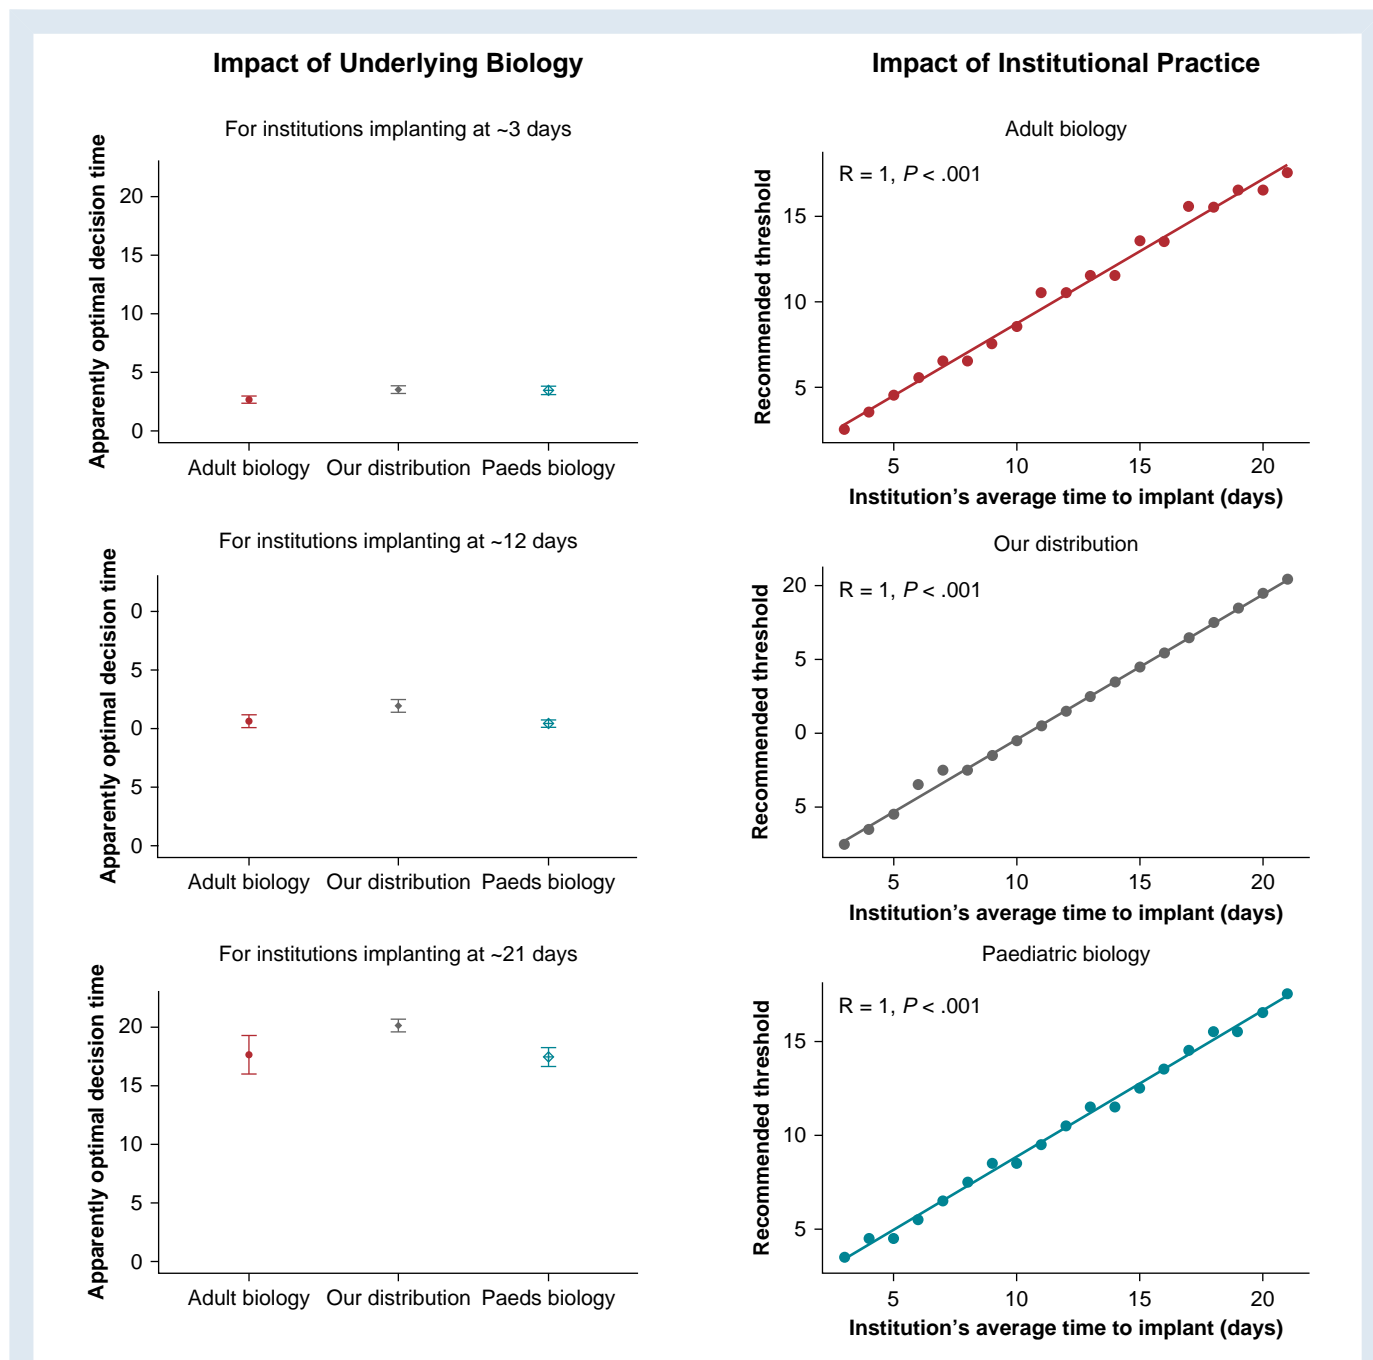 Impact of Underlying Biology
For institutions implanting at ~3 days
Apparently optimal decision time
20
15
10
5
0
Adult biology Our distribution Paeds biology
For institutions implanting at ~12 days
Apparently optimal decision time
0
5
0
5
0
Adult biology Our distribution Paeds biology
For institutions implanting at ~21 days
Apparently optimal decision time
20
15
10
5
0
Adult biology Our distribution Paeds biology
Impact of Institutional Practice
Adult biology
R = 1, P < .001
Recommended threshold
15
10
5
5 10 15 20
Institution’s average time to implant (days)
Our distribution
R = 1, P < .001
Recommended threshold
20
5
0
5
5 10 15 20
Institution’s average time to implant (days)
Paediatric biology
R = 1, P < .001
Recommended threshold
15
10
5
5 10 15 20
Institution’s average time to implant (days)